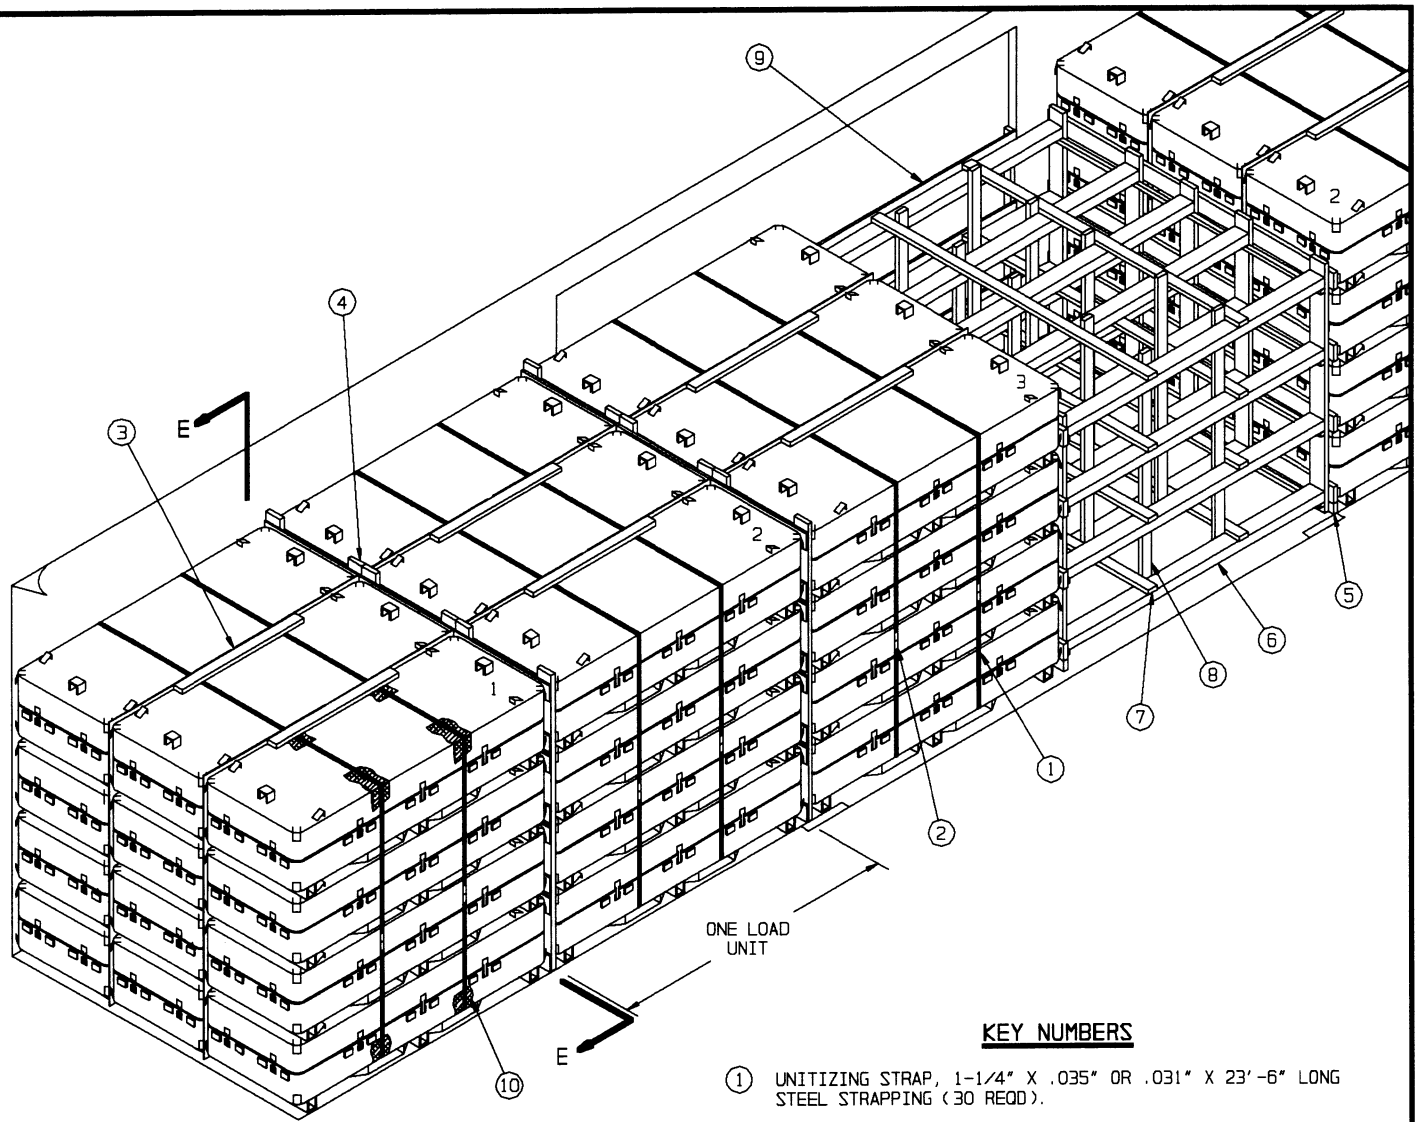 9
2
4
3
E
3
2
1
5
6
8
7
1
2
ONE LOAD
UNIT
E
10
KEY NUMBERS
1 UNITIZING STRAP, 1-1/4" X .035" OR .031" X 23'-6" LONG
STEEL STRAPPING (30 REQD).